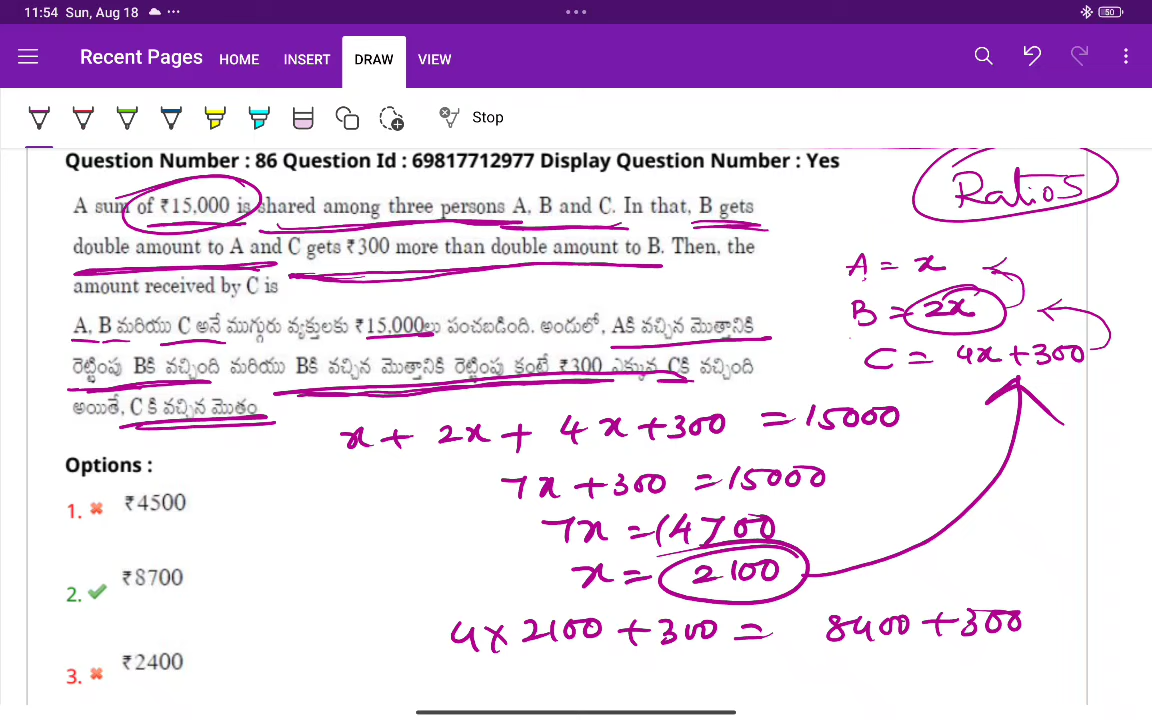 11:54 Sun, Aug 18
50
Recent Pages HOME INSERT DRAW VIEW
Stop
Question Number : 86 Question Id : 69817712977 Display Question Number : Yes
Ratios
A sum of ₹15,000 is shared among three persons A, B and C. In that, B gets
double amount to A and C gets ₹300 more than double amount to B. Then, the
amount received by C is
A = x
B = 2x
C = 4x+300
A, B మరియు C అనే ముగ్గురు వ్యక్తులకు ₹15,000లు పంచబడింది. అందులో, Aకి వచ్చిన మొత్తానికి
రెట్టింపు Bకి వచ్చింది మరియు Bకి వచ్చిన మొత్తానికి రెట్టింపు కంటే ₹300 ఎక్కువ Cకి వచ్చింది
అయితే, C కి వచ్చిన మొత్తం
x + 2x + 4x+300 = 15000
Options :
7x +300 = 15000
1. ₹4500
7x = 14700
x = 2100
2. ₹8700
4x2100 +300 = 8400+300
3. ₹2400